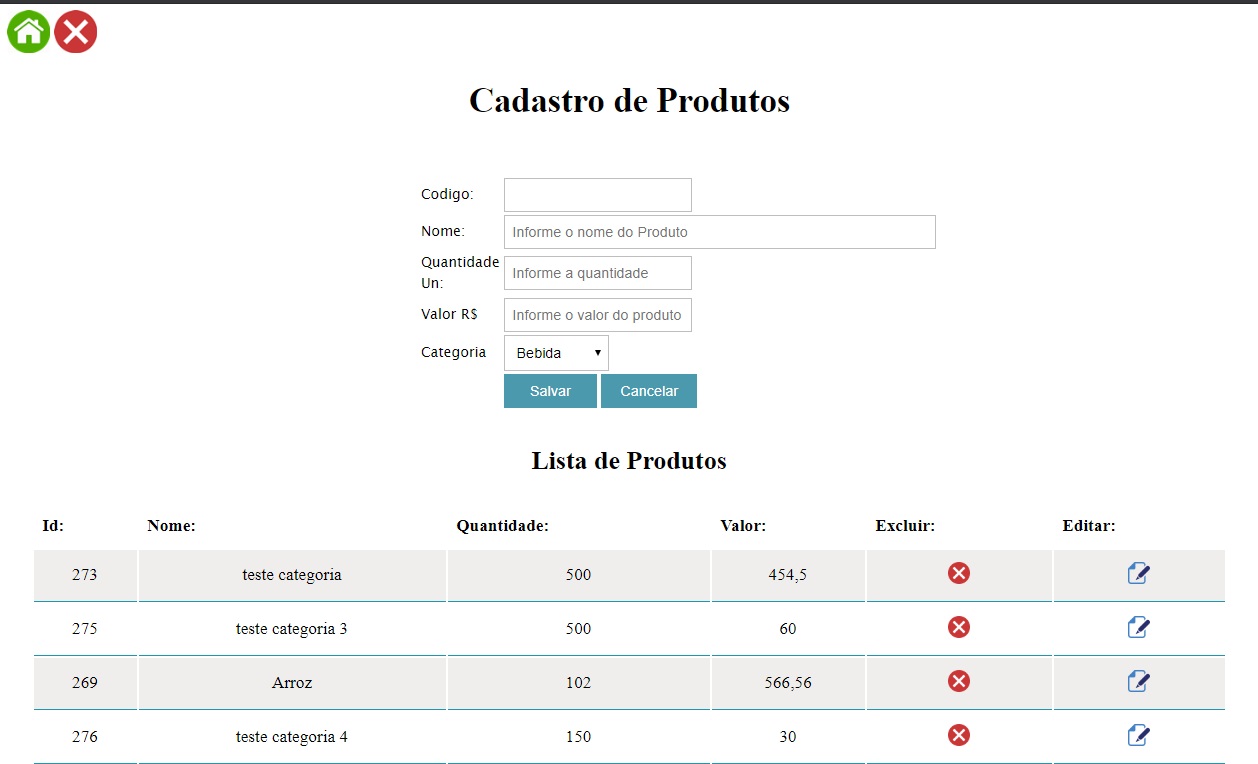 Cadastro de Produtos
Codigo:
Nome: Informe o nome do Produto
Quantidade
Un: Informe a quantidade
Valor R$ Informe o valor do produto
Categoria Bebida
Salvar Cancelar
Lista de Produtos
Id: Nome: Quantidade: Valor: Excluir: Editar:
273 teste categoria 500 454,5
275 teste categoria 3 500 60
269 Arroz 102 566,56
276 teste categoria 4 150 30